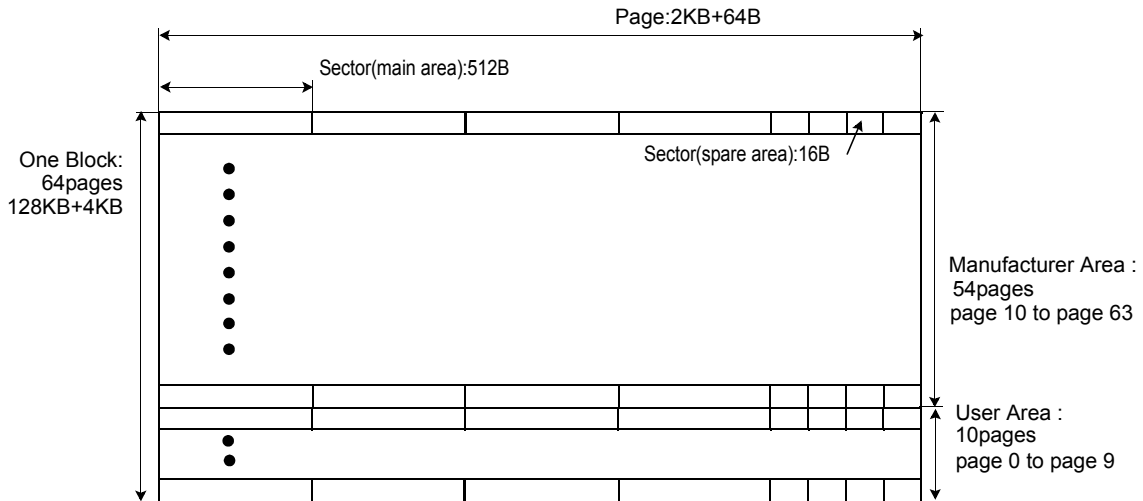 Page:2KB+64B
Sector(main area):512B
One Block:
64pages
128KB+4KB
Sector(spare area):16B
Manufacturer Area :
54pages
page 10 to page 63
User Area :
10pages
page 0 to page 9